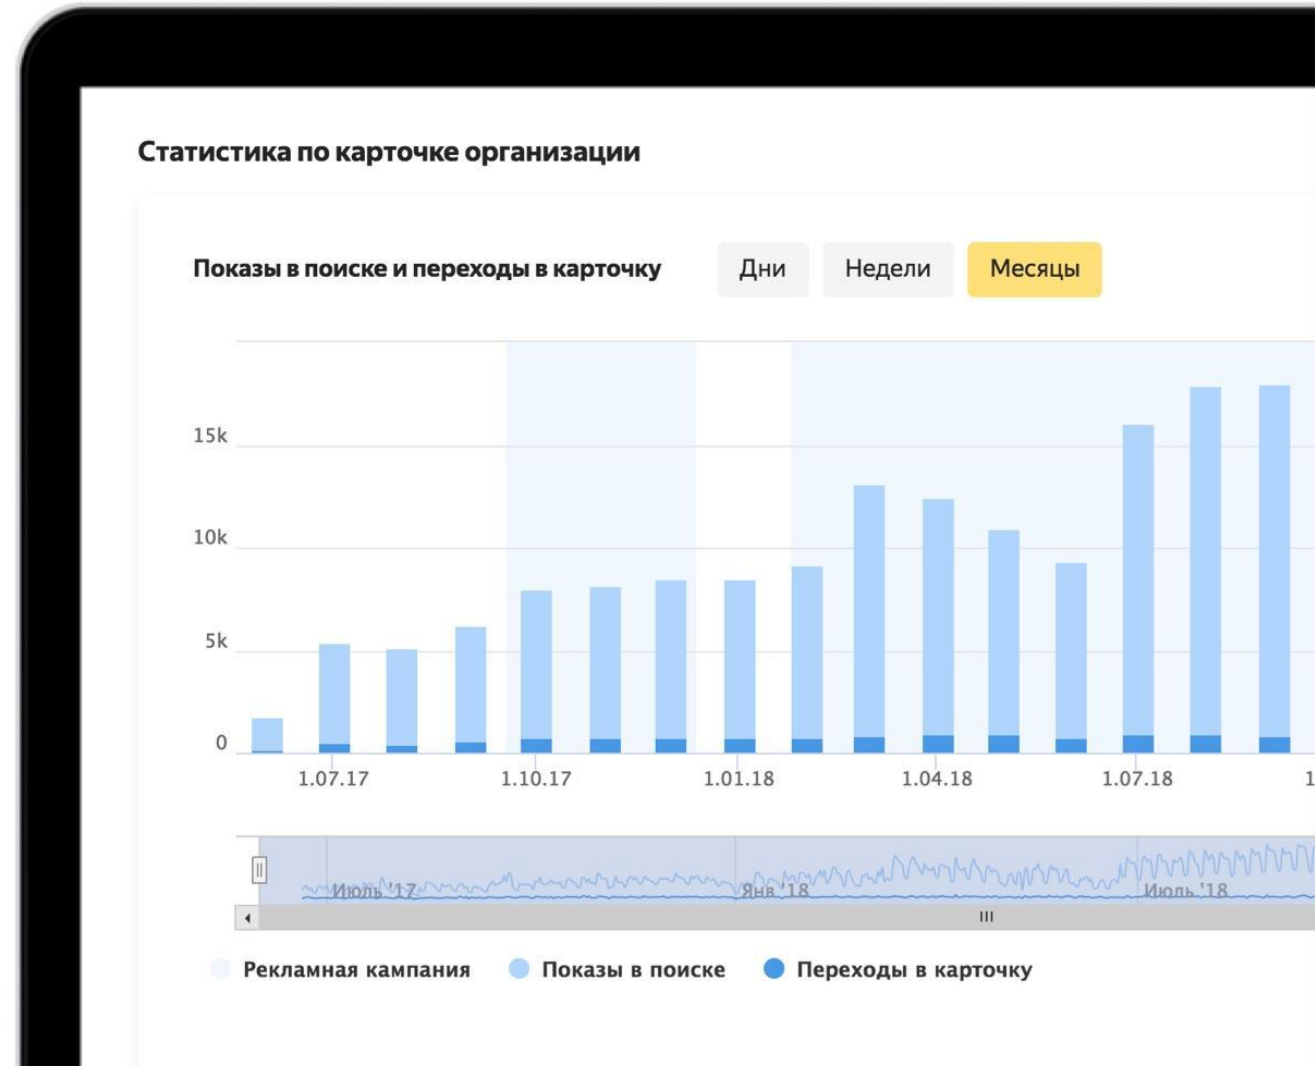 Статистика по карточке организации
Показы в поиске и переходы в карточку
Дни
Недели
Месяцы
15k
10k
5k
0
1.07.17
1.10.17
1.01.18
1.04.18
1.07.18
1
Июль '17
Янв '18
Июль '18
Рекламная кампания
Показы в поиске
Переходы в карточку